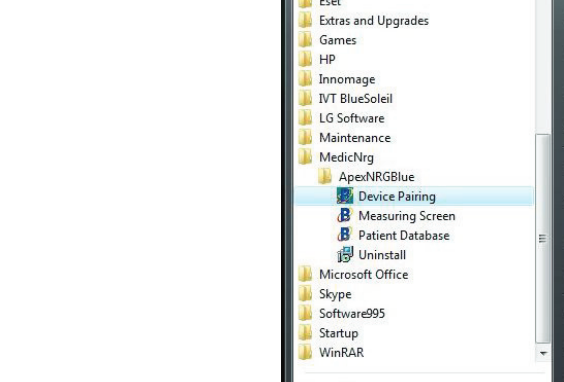 Eset
Extras and Upgrades
Games
HP
Innomage
IVT BlueSoleil
LG Software
Maintenance
MedicNrg
ApexNRGBlue
Device Pairing
Measuring Screen
Patient Database
Uninstall
Microsoft Office
Skype
Software995
Startup
WinRAR